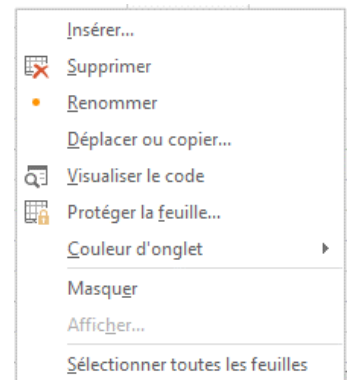 Insérer...
Supprimer
Renommer
Déplacer ou copier...
Visualiser le code
Protéger la feuille...
Couleur d'onglet
Masquer
Afficher...
Sélectionner toutes les feuilles